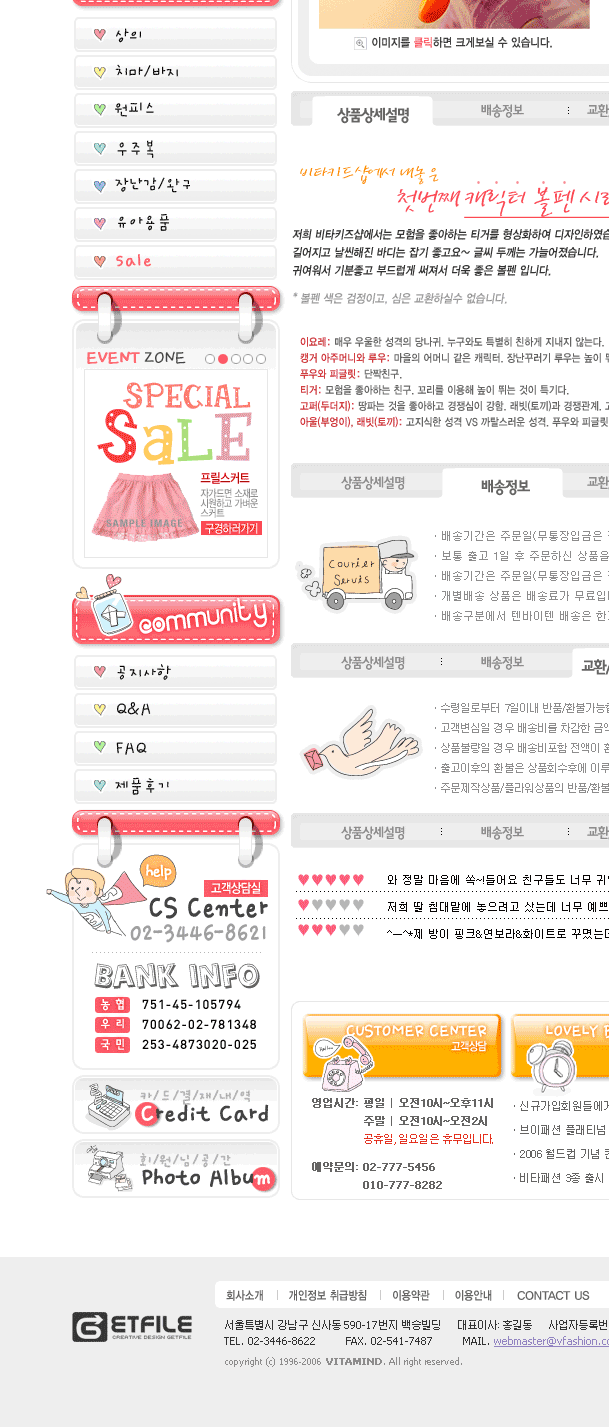 상의
치마/바지
원피스
우주복
장난감/완구
유아용품
Sale
EVENT ZONE
SPECIAL
SaLE
프릴스커트
자가드면 소재로
시원하고 가벼운
스커트
SAMPLE IMAGE
구경하러가기
community
공지사항
Q&A
FAQ
제품후기
help
고객상담실
CS Center
02-3446-8621
BANK INFO
농 협 751-45-105794
우 리 70062-02-781348
국 민 253-4873020-025
카/드/결/재/내/역
Credit Card
회/원/님/공/간
Photo Album
이미지를 클릭하면 크게보실 수 있습니다.
상품상세설명 배송정보 교환
비타키드샵에서 내놓은
첫번째 캐릭터 볼펜 시리
저희 비타키즈샵에서는 모험을 좋아하는 티거를 형상화하여 디자인하였습
길어지고 날씬해진 바디는 잡기 좋고요~ 글씨 두께는 가늘어졌습니다.
귀여워서 기분좋고 부드럽게 써져서 더욱 좋은 볼펜 입니다.
* 볼펜 색은 검정이고, 심은 교환하실수 없습니다.
이요레: 매우 우울한 성격의 당나귀. 누구와도 특별히 친하게 지내지 않는다.
캥거 아주머니와 루우: 마을의 어머니 같은 캐릭터. 장난꾸러기 루우는 높이 뛰
푸우와 피글릿: 단짝친구.
티거: 모험을 좋아하는 친구. 꼬리를 이용해 높이 뛰는 것이 특기다.
고퍼(두더지): 땅파는 것을 좋아하고 경쟁심이 강함. 래빗(토끼)과 경쟁관계. 고
아울(부엉이), 래빗(토끼): 고지식한 성격 VS 까탈스러운 성격. 푸우와 피글릿
상품상세설명 배송정보 교환
Courier
Servis
· 배송기간은 주문일(무통장입금은
· 보통 출고 1일 후 주문하신 상품을
· 배송기간은 주문일(무통장입금은
· 개별배송 상품은 배송료가 무료입니
· 배송구분에서 텐바이텐 배송은 한
상품상세설명 배송정보 교환/
· 수령일로부터 7일이내 반품/환불가능합
· 고객변심일 경우 배송비를 차감한 금액
· 상품불량일 경우 배송비포함 전액이 환
· 출고이후의 환불은 상품회수후에 이루
· 주문제작상품/플라워상품의 반품/환불
상품상세설명 배송정보 교환
와 정말 마음에 쏙~!들어요 친구들도 너무 귀
저희 딸 침대맡에 놓으려고 샀는데 너무 예쁘
^-^*제 방이 핑크&연보라&화이트로 꾸몄는데
CUSTOMER CENTER
고객상담
영업시간: 평일 | 오전10시~오후11시
주말 | 오전10시~오전2시
공휴일,일요일은 휴무입니다.
예약문의: 02-777-5456
010-777-8282
LOVELY B
· 신규가입회원들에게
· 브이패션 플래티넘
· 2006 월드컵 기념 칸
· 비타패션 3종 출시
회사소개 개인정보 취급방침 이용약관 이용안내 CONTACT US
GETFILE
CREATIVE DESIGN GETFILE
서울특별시 강남구 신사동 590-17번지 백승빌딩 대표이사: 홍길동 사업자등록번
TEL. 02-3446-8622 FAX. 02-541-7487 MAIL. webmaster@vfashion.co
copyright (c) 1996-2006 VITAMIND. All right reserved.